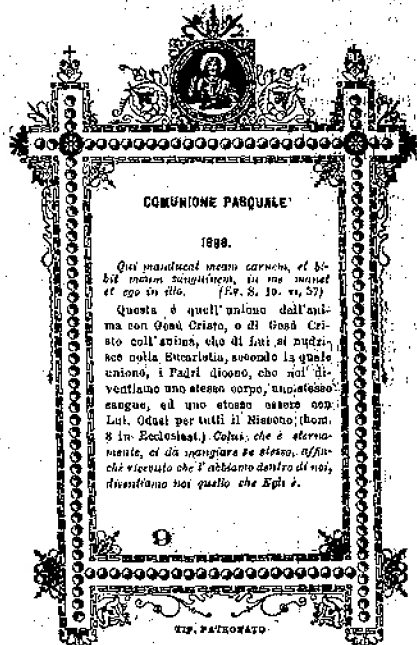 COMUNIONE PASQUALE
1898.
Qui manducat meam carnem, et bi-
bit meum sanguinem, in me manet
et ego in illo. (Ev. S. Io. VI, 57)
Questa è quell'unione dell'ani-
ma con Gesù Cristo, o di Gesù Cri-
sto coll'anima, che di Lui si nudri-
sce nella Eucaristia, secondo la quale
unione, i Padri dicono, che noi di-
ventiamo uno stesso corpo, uno stesso
sangue, ed uno stesso essere con
Lui. Odasi per tutti il Nisseno; (hom.
8 in Ecclesiast.) Colui, che è eterna-
mente, ci dà mangiare se stesso, affin-
chè ricevuto che l'abbiamo dentro di noi,
diventiamo noi quello che Egli è.
9
TIP. PATRONATO